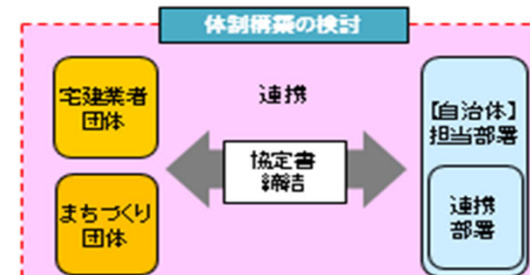 体制構築の検討
宅建業者
団体
連携
【自治体】
担当部署
協定書
締結
まちづくり
団体
連携
部署